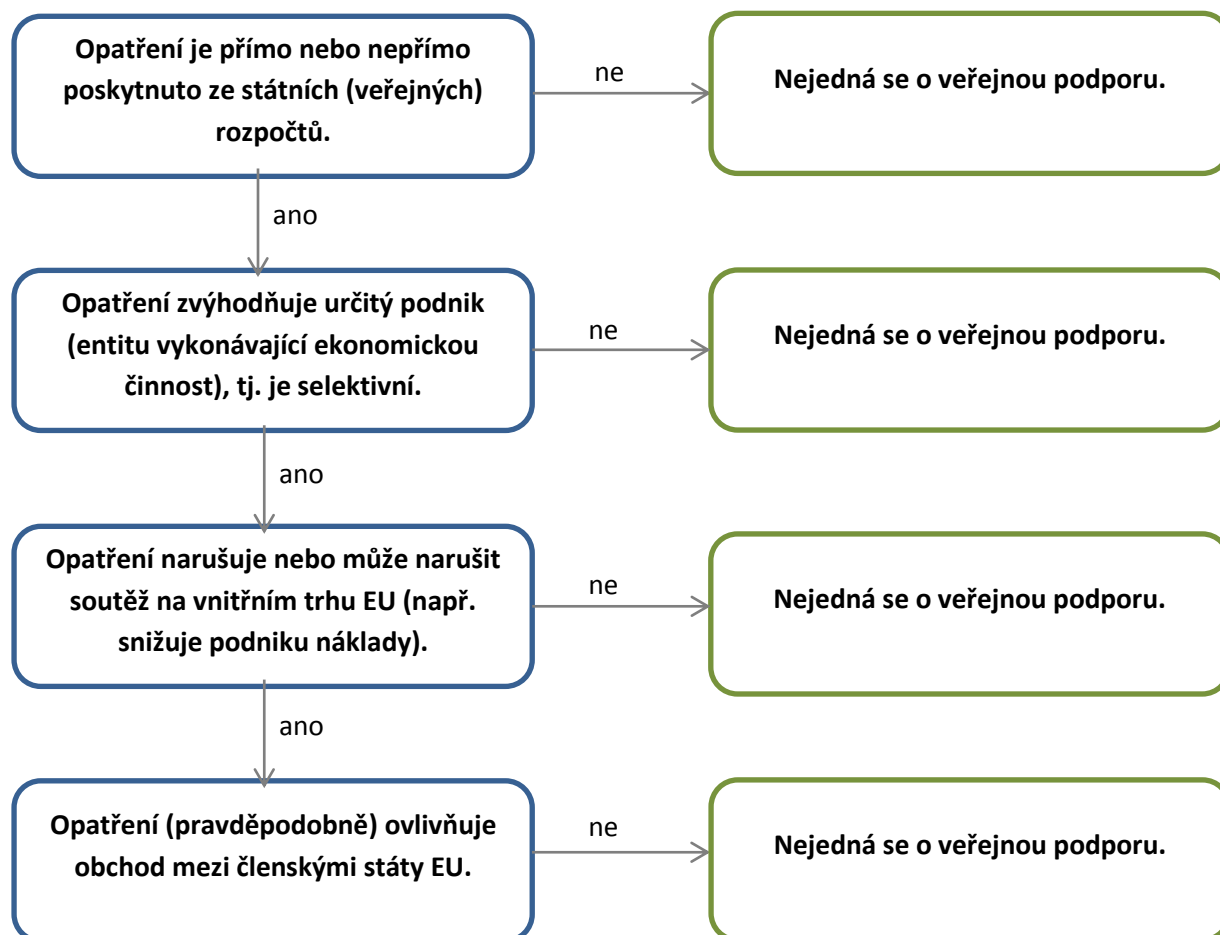 Opatření je přímo nebo nepřímo
poskytnuto ze státních (veřejných)
rozpočtů.
ne
Nejedná se o veřejnou podporu.
ano
Opatření zvýhodňuje určitý podnik
(entitu vykonávající ekonomickou
činnost), tj. je selektivní.
ne
Nejedná se o veřejnou podporu.
ano
Opatření narušuje nebo může narušit
soutěž na vnitřním trhu EU (např.
snižuje podniku náklady).
ne
Nejedná se o veřejnou podporu.
ano
Opatření (pravděpodobně) ovlivňuje
obchod mezi členskými státy EU.
ne
Nejedná se o veřejnou podporu.